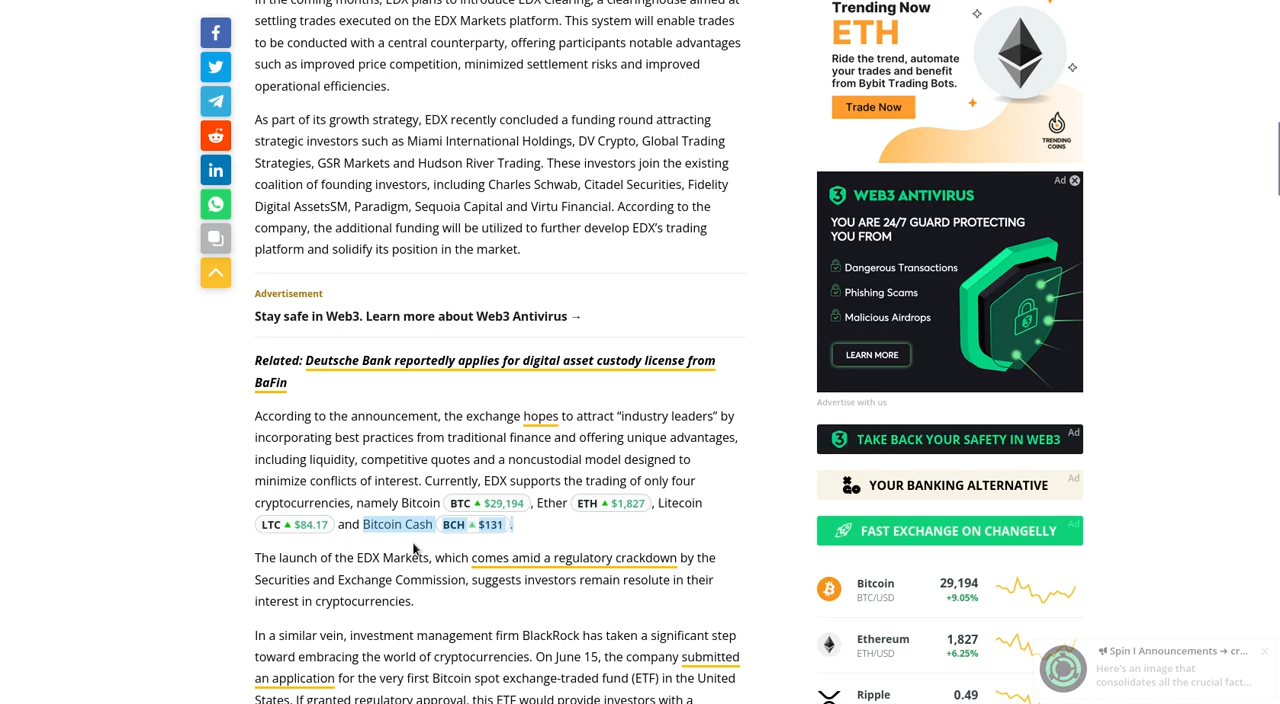 In the coming months, EDX plans to introduce EDX Clearing, a clearinghouse aimed at
settling trades executed on the EDX Markets platform. This system will enable trades
to be conducted with a central counterparty, offering participants notable advantages
such as improved price competition, minimized settlement risks and improved
operational efficiencies.
As part of its growth strategy, EDX recently concluded a funding round attracting
strategic investors such as Miami International Holdings, DV Crypto, Global Trading
Strategies, GSR Markets and Hudson River Trading. These investors join the existing
coalition of founding investors, including Charles Schwab, Citadel Securities, Fidelity
Digital AssetsSM, Paradigm, Sequoia Capital and Virtu Financial. According to the
company, the additional funding will be utilized to further develop EDX’s trading
platform and solidify its position in the market.
Advertisement
Stay safe in Web3. Learn more about Web3 Antivirus →
Related: Deutsche Bank reportedly applies for digital asset custody license from
BaFin
According to the announcement, the exchange hopes to attract “industry leaders” by
incorporating best practices from traditional finance and offering unique advantages,
including liquidity, competitive quotes and a noncustodial model designed to
minimize conflicts of interest. Currently, EDX supports the trading of only four
cryptocurrencies, namely Bitcoin BTC ▲ $29,194 , Ether ETH ▲ $1,827 , Litecoin
LTC ▲ $84.17 and Bitcoin Cash BCH ▲ $131 .
The launch of the EDX Markets, which comes amid a regulatory crackdown by the
Securities and Exchange Commission, suggests investors remain resolute in their
interest in cryptocurrencies.
In a similar vein, investment management firm BlackRock has taken a significant step
toward embracing the world of cryptocurrencies. On June 15, the company submitted
an application for the very first Bitcoin spot exchange-traded fund (ETF) in the United
States. If granted regulatory approval, this ETF would provide investors with a
Trending Now
ETH
Ride the trend, automate
your trades and benefit
from Bybit Trading Bots.
Trade Now
TRENDING
COINS
Ad
WEB3 ANTIVIRUS
YOU ARE 24/7 GUARD PROTECTING
YOU FROM
Dangerous Transactions
Phishing Scams
Malicious Airdrops
LEARN MORE
Advertise with us
TAKE BACK YOUR SAFETY IN WEB3 Ad
YOUR BANKING ALTERNATIVE Ad
FAST EXCHANGE ON CHANGELLY Ad
Bitcoin 29,194
BTC/USD +9.05%
Ethereum 1,827
ETH/USD +6.25%
Ripple 0.49
Spin I Announcements → cr...
Here's an image that
consolidates all the crucial fact...